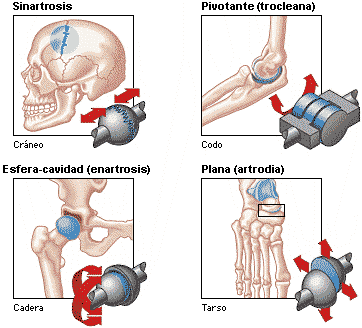 Sinartrosis
Cráneo
Pivotante (trocleana)
Codo
Esfera-cavidad (enartrosis)
Cadera
Plana (artrodia)
Tarso